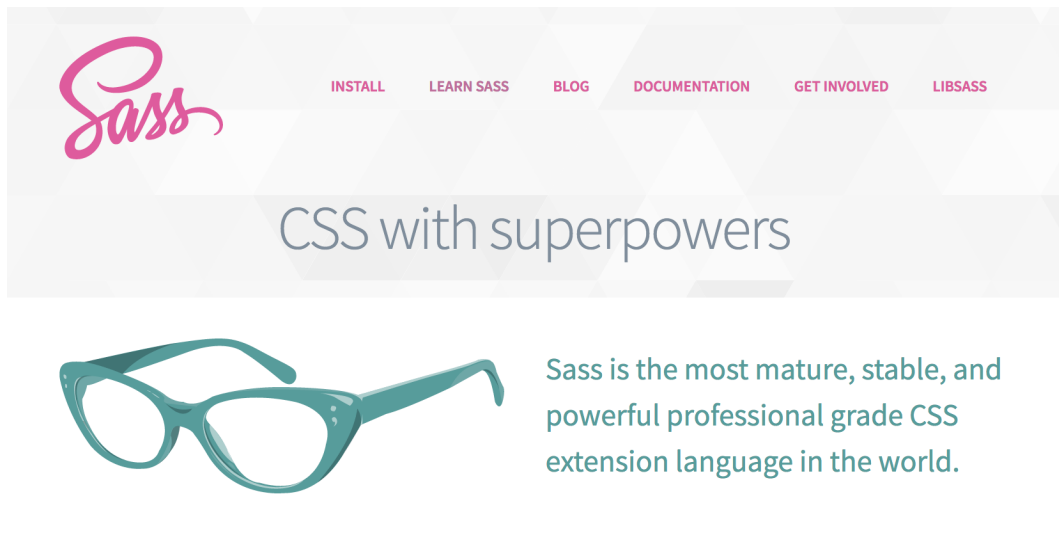 Sass
INSTALL LEARN SASS BLOG DOCUMENTATION GET INVOLVED LIBSASS
CSS with superpowers
Sass is the most mature, stable, and
powerful professional grade CSS
extension language in the world.